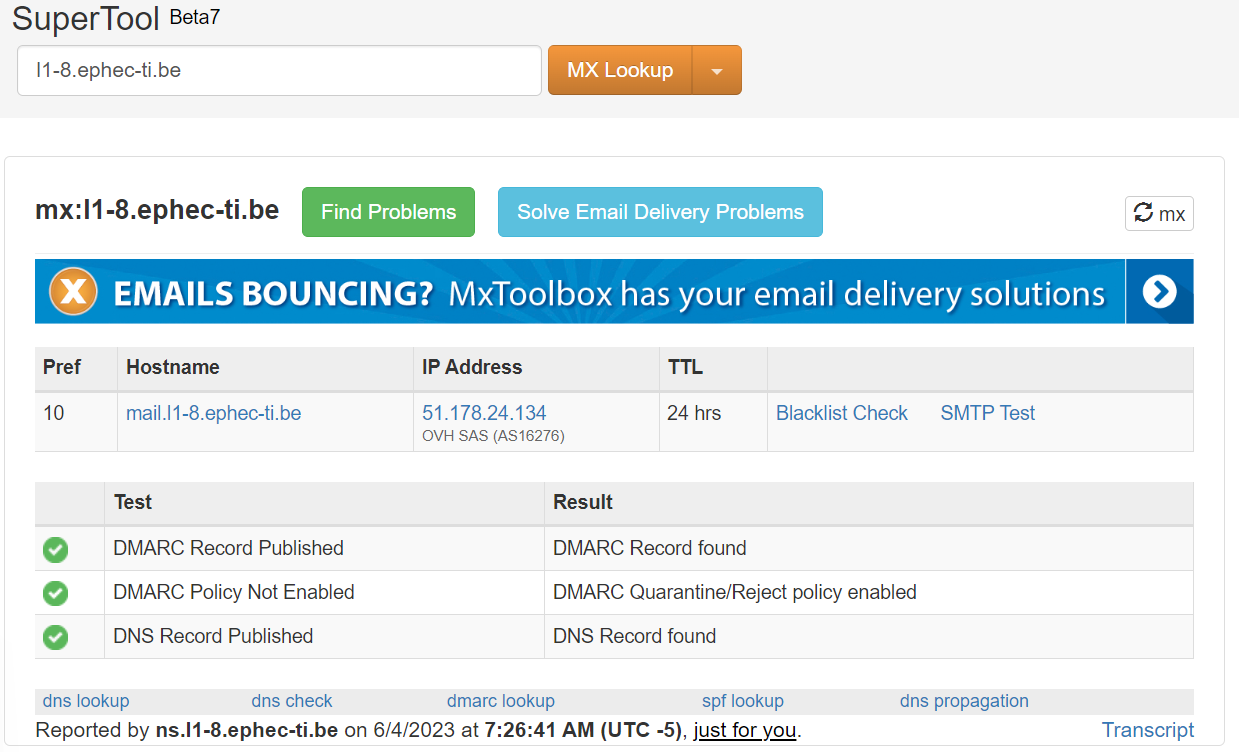 SuperTool Beta7
l1-8.ephec-ti.be MX Lookup
mx:l1-8.ephec-ti.be Find Problems Solve Email Delivery Problems mx
X EMAILS BOUNCING? MxToolbox has your email delivery solutions
Pref Hostname IP Address TTL
10 mail.l1-8.ephec-ti.be 51.178.24.134 24 hrs Blacklist Check SMTP Test
OVH SAS (AS16276)
Test Result
DMARC Record Published DMARC Record found
DMARC Policy Not Enabled DMARC Quarantine/Reject policy enabled
DNS Record Published DNS Record found
dns lookup dns check dmarc lookup spf lookup dns propagation
Reported by ns.l1-8.ephec-ti.be on 6/4/2023 at 7:26:41 AM (UTC -5), just for you. Transcript